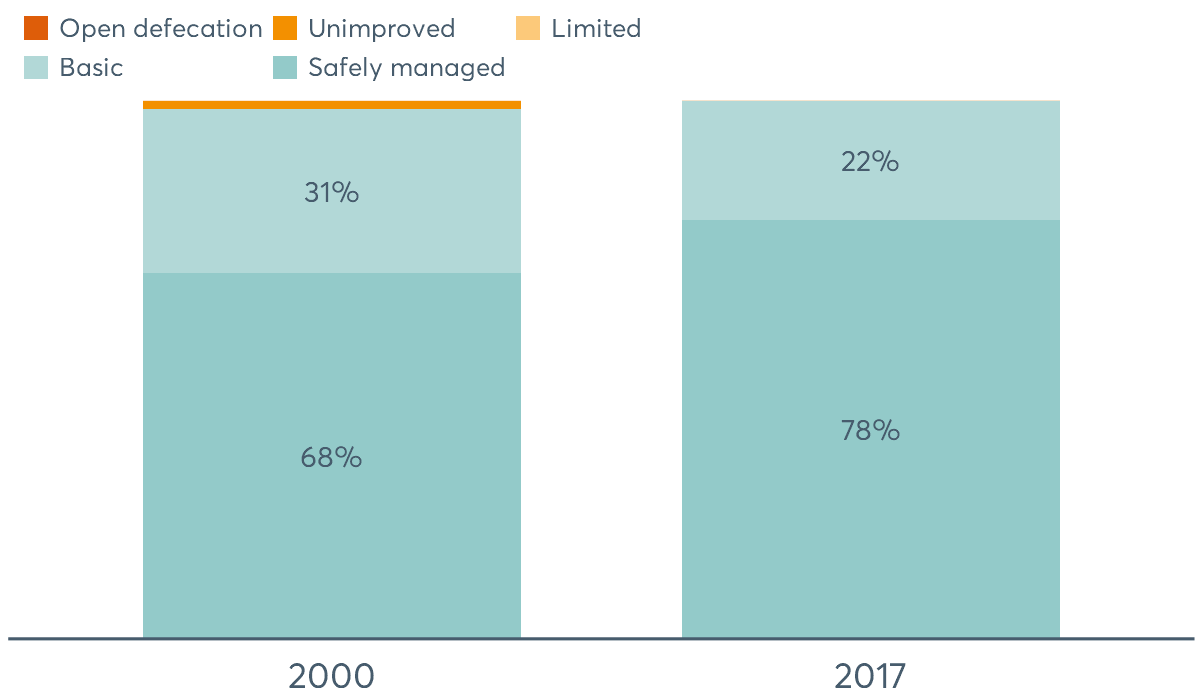 Open defecation Unimproved Limited
Basic Safely managed
22%
31%
78%
68%
2000 2017